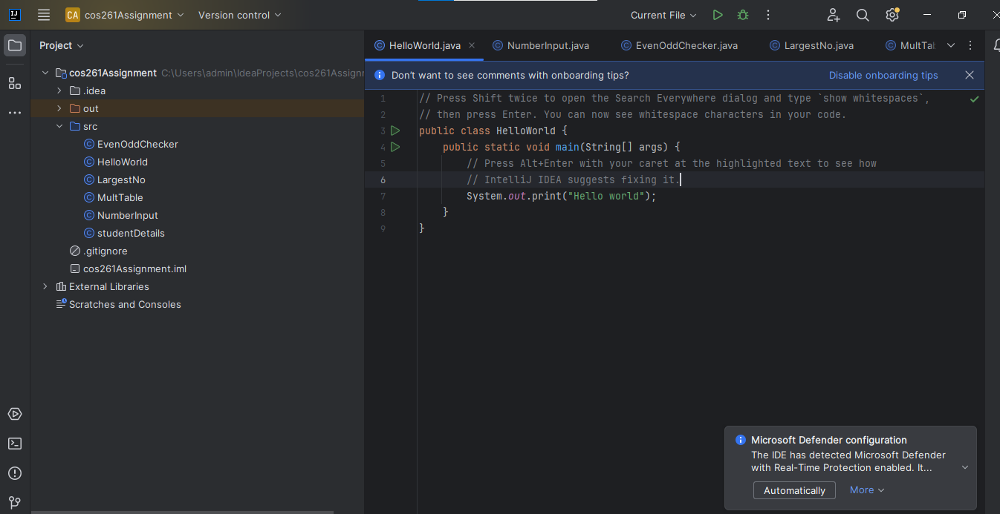 IJ
CA cos261Assignment Version control Current File
Project
HelloWorld.java NumberInput.java EvenOddChecker.java LargestNo.java MultTal
cos261Assignment C:\Users\admin\IdeaProjects\cos261Assignr
.idea
out
src
EvenOddChecker
HelloWorld
LargestNo
MultTable
NumberInput
studentDetails
.gitignore
cos261Assignment.iml
External Libraries
Scratches and Consoles
Don't want to see comments with onboarding tips? Disable onboarding tips
1 // Press Shift twice to open the Search Everywhere dialog and type `show whitespaces`,
2 // then press Enter. You can now see whitespace characters in your code.
3 public class HelloWorld {
4 public static void main(String[] args) {
5 // Press Alt+Enter with your caret at the highlighted text to see how
6 // IntelliJ IDEA suggests fixing it.
7 System.out.print("Hello world");
8 }
9 }
Microsoft Defender configuration
The IDE has detected Microsoft Defender
with Real-Time Protection enabled. It...
Automatically More